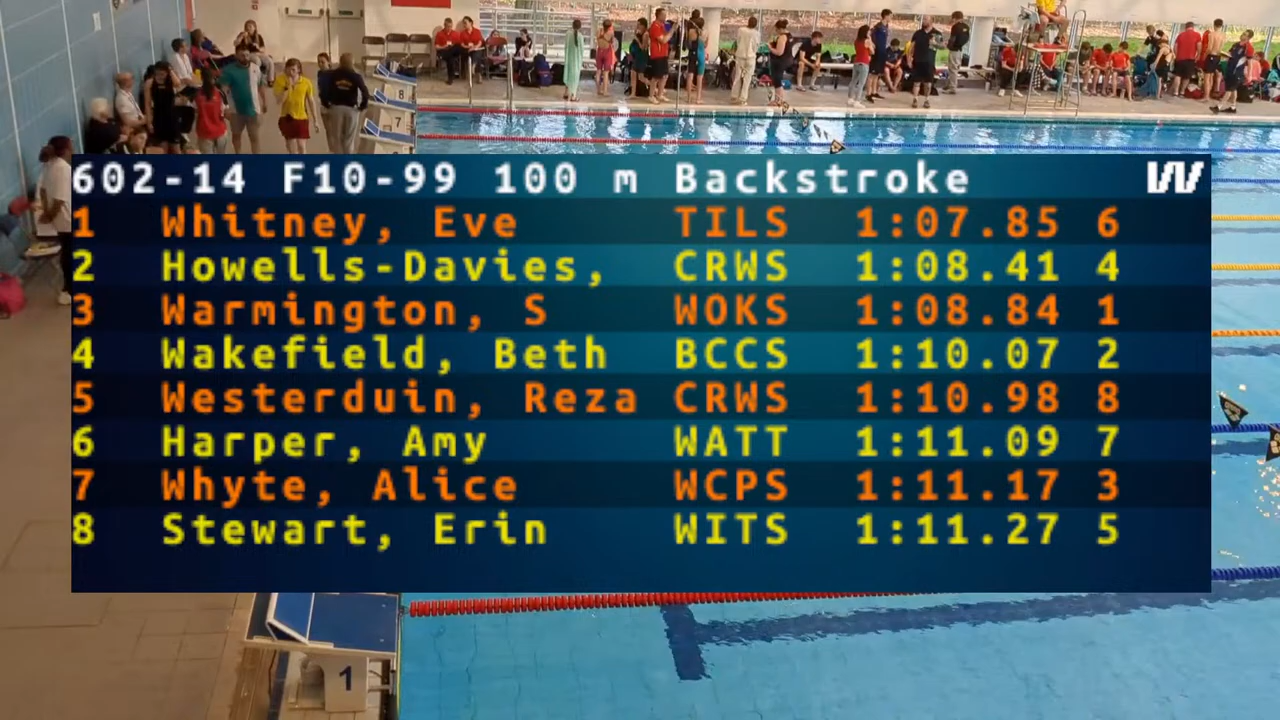 8
7
602-14 F10-99 100 m Backstroke W
1 Whitney, Eve TILS 1:07.85 6
2 Howells-Davies, CRWS 1:08.41 4
3 Warmington, S WOKS 1:08.84 1
4 Wakefield, Beth BCCS 1:10.07 2
5 Westerduin, Reza CRWS 1:10.98 8
6 Harper, Amy WATT 1:11.09 7
7 Whyte, Alice WCPS 1:11.17 3
8 Stewart, Erin WITS 1:11.27 5
1